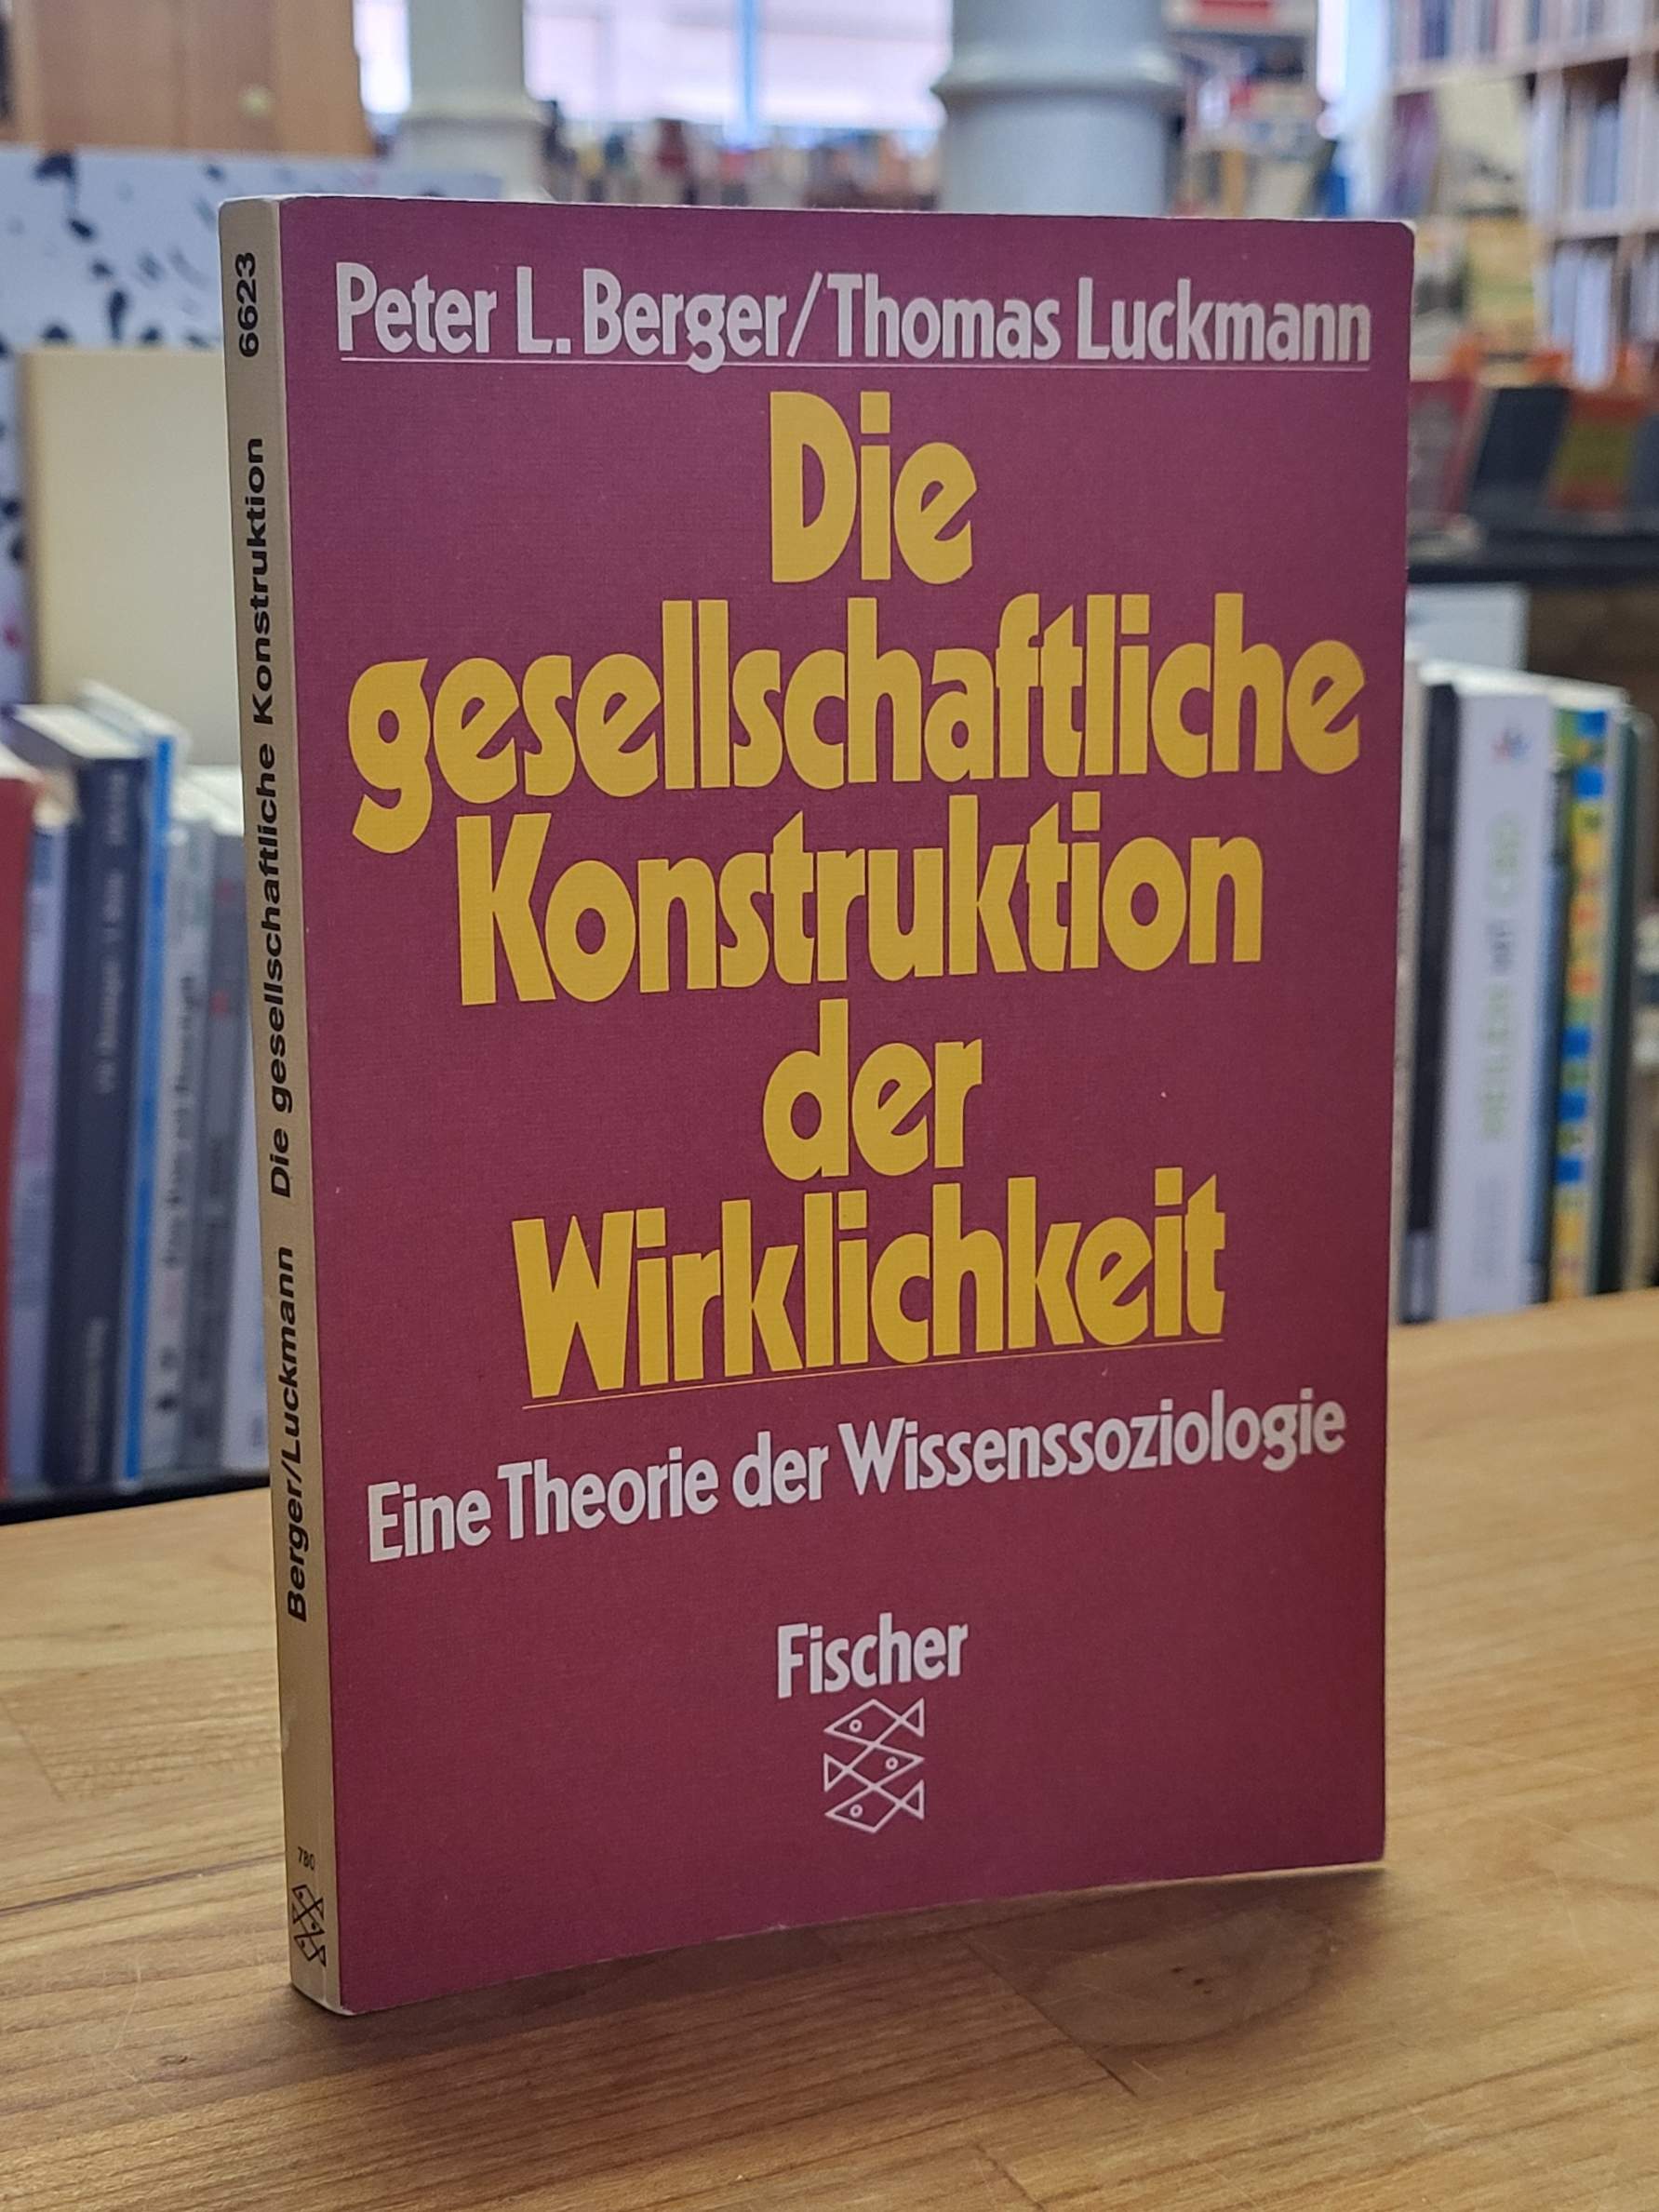 Peter L. Berger/Thomas Luckmann
Die
gesellschaftliche
Konstruktion
der
Wirklichkeit
Eine Theorie der Wissenssoziologie
Fischer
Berger/Luckmann Die gesellschaftliche Konstruktion 6623
780